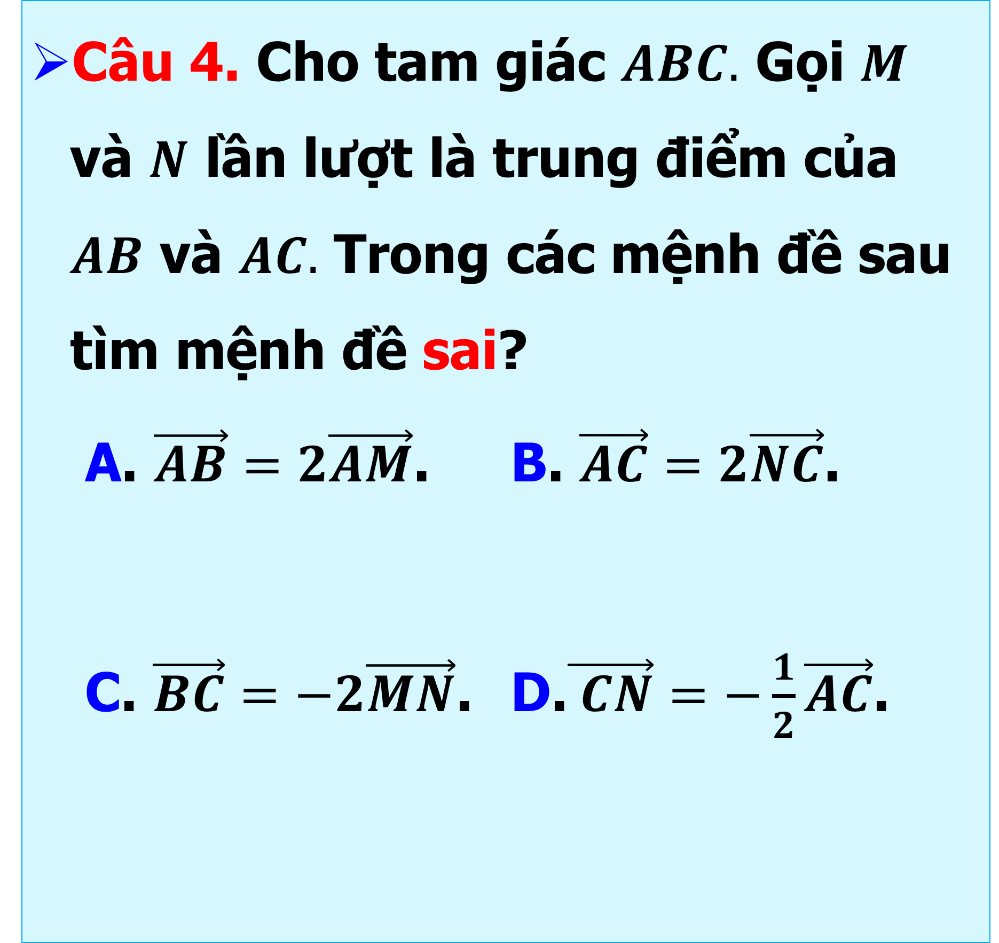 Câu 4. Cho tam giác ABC. Gọi M
và N lần lượt là trung điểm của
AB và AC. Trong các mệnh đề sau
tìm mệnh đề sai?
A. $\overrightarrow{AB} = 2\overrightarrow{AM}$. B. $\overrightarrow{AC} = 2\overrightarrow{NC}$.
C. $\overrightarrow{BC} = -2\overrightarrow{MN}$. D. $\overrightarrow{CN} = -\frac{1}{2}\overrightarrow{AC}$.